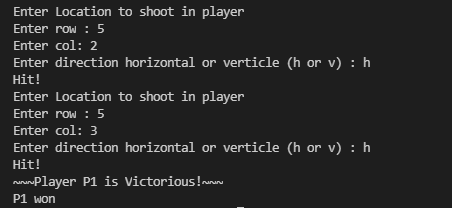 Enter Location to shoot in player
Enter row : 5
Enter col: 2
Enter direction horizontal or verticle (h or v) : h
Hit!
Enter Location to shoot in player
Enter row : 5
Enter col: 3
Enter direction horizontal or verticle (h or v) : h
Hit!
~~~Player P1 is Victorious!~~~
P1 won